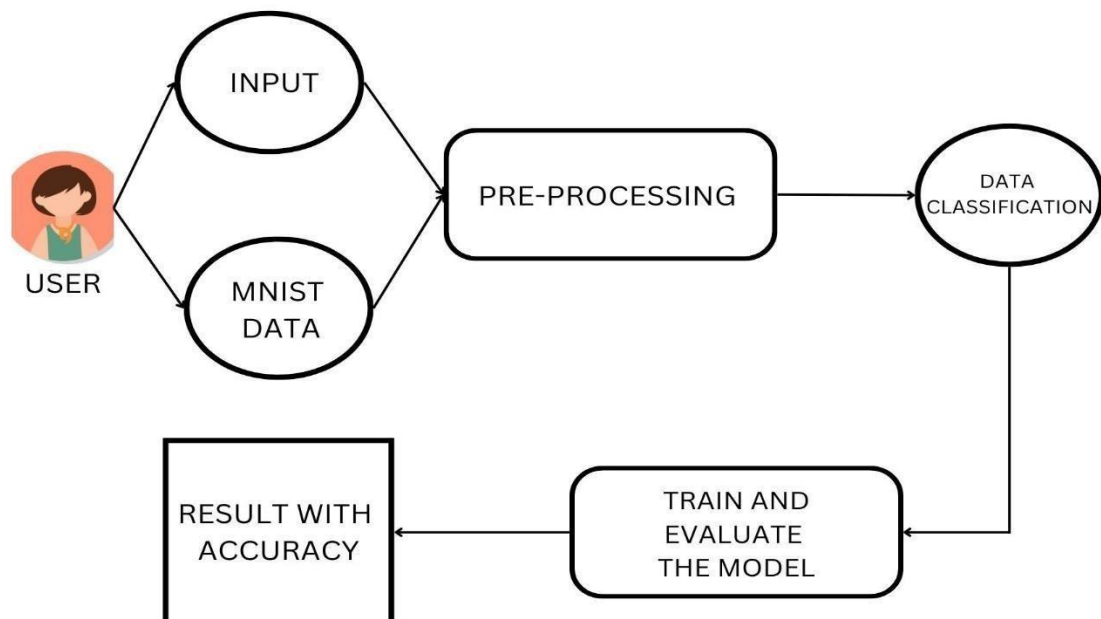 INPUT
USER
MNIST
DATA
PRE-PROCESSING
DATA
CLASSIFICATION
TRAIN AND
EVALUATE
THE MODEL
RESULT WITH
ACCURACY